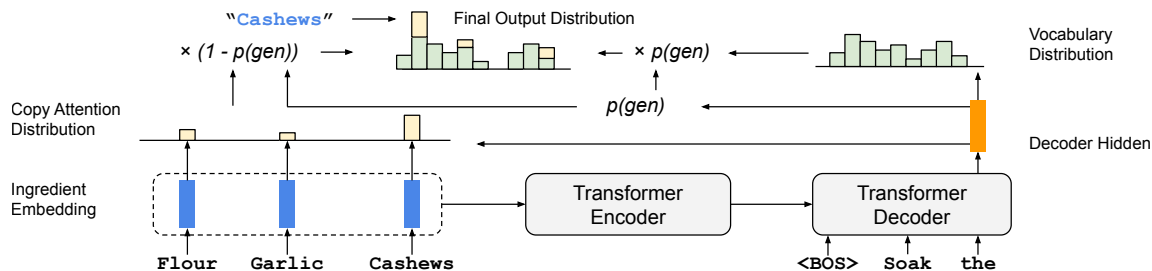 "Cashews"
Final Output Distribution
× (1 - p(gen))
× p(gen)
Vocabulary
Distribution
Copy Attention
Distribution
p(gen)
Decoder Hidden
Ingredient
Embedding
Transformer
Encoder
Transformer
Decoder
Flour Garlic Cashews
<BOS> Soak the